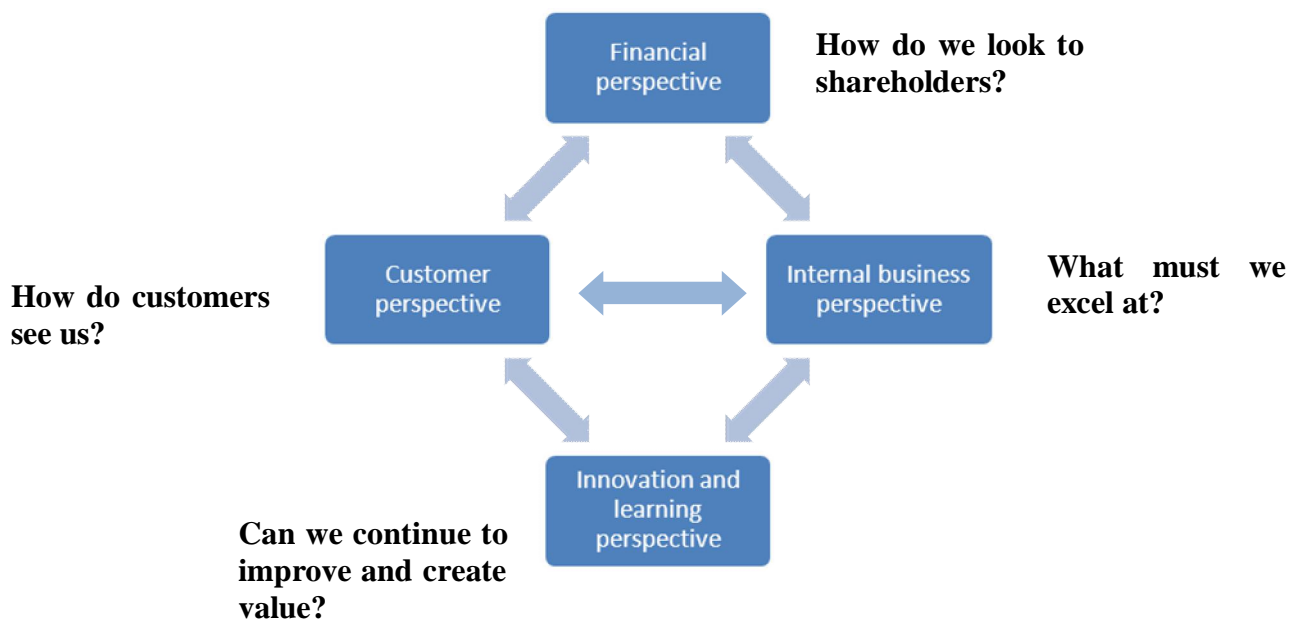 Financial
perspective
How do we look to
shareholders?
Customer
perspective
Internal business
perspective
What must we
excel at?
How do customers
see us?
Innovation and
learning
perspective
Can we continue to
improve and create
value?